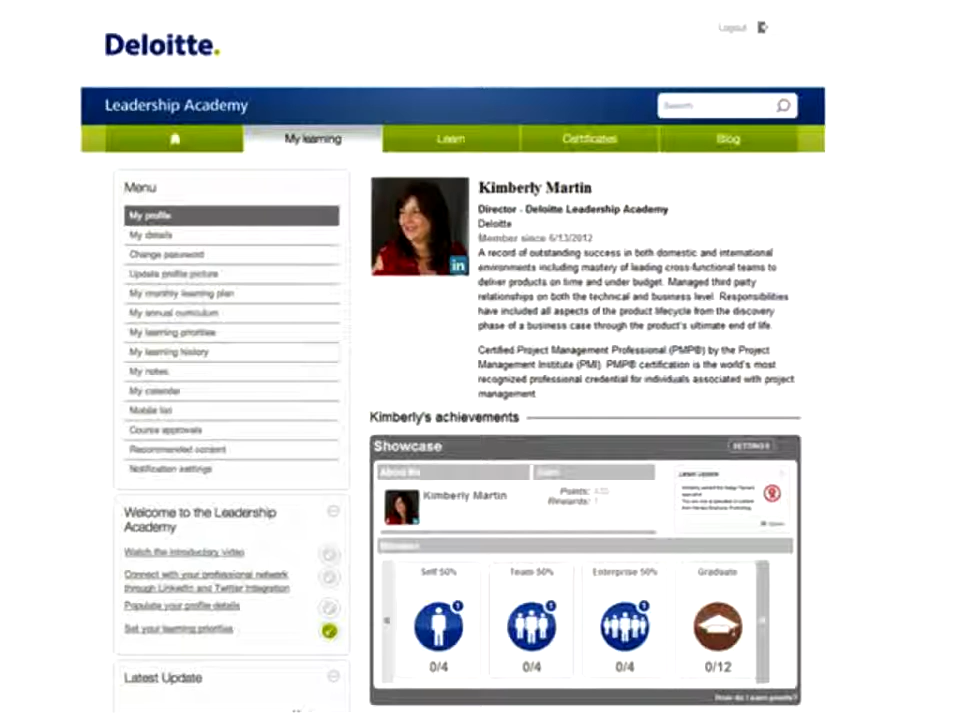 Logout
Deloitte.
Leadership Academy
Search
My learning
Learn
Certificates
Blog
Menu
My profile
My details
Change password
Update profile picture
My monthly learning plan
My annual curriculum
My learning priorities
My learning history
My notes
My calendar
Mobile list
Course approvals
Recommended content
Notification settings
Welcome to the Leadership
Academy
Watch the introductory video
Connect with your professional network
through LinkedIn and Twitter Integration
Populate your profile details
Set your learning priorities
Latest Update
in
Kimberly Martin
Director - Deloitte Leadership Academy
Deloitte
Member since 6/13/2012
A record of outstanding success in both domestic and international
environments including mastery of leading cross-functional teams to
deliver products on time and under budget. Managed third party
relationships on both the technical and business level. Responsibilities
have included all aspects of the product lifecycle from the discovery
phase of a business case through the product's ultimate end of life.
Certified Project Management Professional (PMP®) by the Project
Management Institute (PMI). PMP® certification is the world's most
recognized professional credential for individuals associated with project
management
Kimberly's achievements
Showcase
SETTINGS
About Me
Kimberly Martin
Points:
Rewards:
Latest Update
Self 50%
Team 50%
Enterprise 50%
Graduate
1
1
1
0/4
0/4
0/4
0/12
How do I earn points?